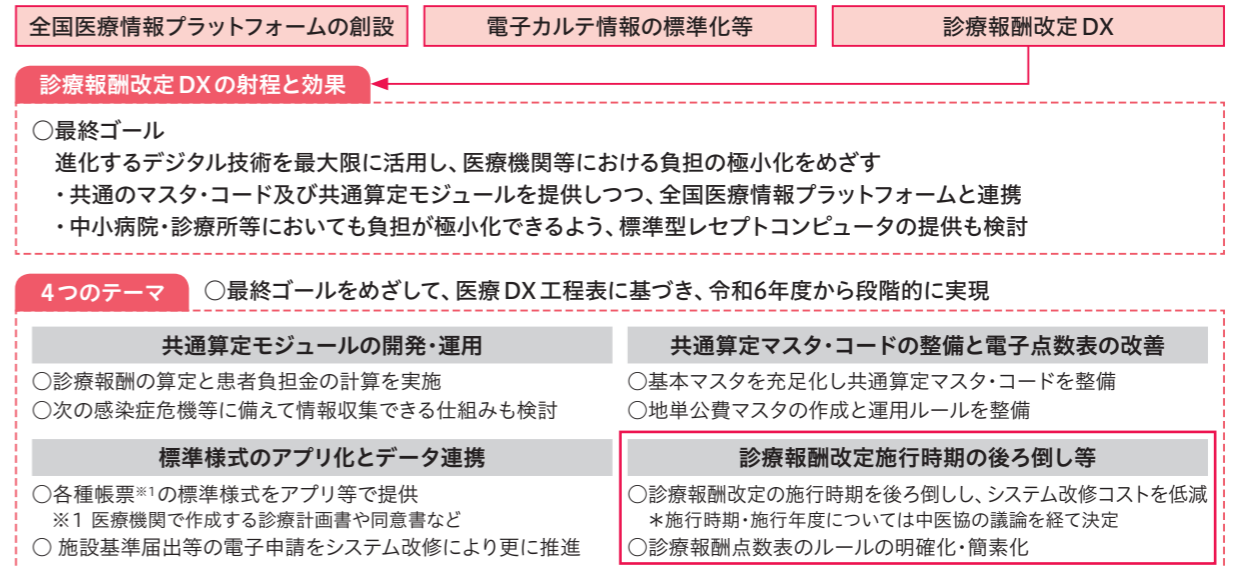 全国医療情報プラットフォームの創設
電子カルテ情報の標準化等
診療報酬改定DX
診療報酬改定DXの射程と効果
○最終ゴール
進化するデジタル技術を最大限に活用し、医療機関等における負担の極小化をめざす
・共通のマスタ・コード及び共通算定モジュールを提供しつつ、全国医療情報プラットフォームと連携
・中小病院・診療所等においても負担が極小化できるよう、標準型レセプトコンピュータの提供も検討
4つのテーマ
○最終ゴールをめざして、医療DX工程表に基づき、令和6年度から段階的に実現
共通算定モジュールの開発・運用
○診療報酬の算定と患者負担金の計算を実施
○次の感染症危機等に備えて情報収集できる仕組みも検討
共通算定マスタ・コードの整備と電子点数表の改善
○基本マスタを充足化し共通算定マスタ・コードを整備
○地単公費マスタの作成と運用ルールを整備
標準様式のアプリ化とデータ連携
○各種帳票※1の標準様式をアプリ等で提供
※1 医療機関で作成する診療計画書や同意書など
○ 施設基準届出等の電子申請をシステム改修により更に推進
診療報酬改定施行時期の後ろ倒し等
○診療報酬改定の施行時期を後ろ倒しし、システム改修コストを低減
＊施行時期・施行年度については中医協の議論を経て決定
○診療報酬点数表のルールの明確化・簡素化